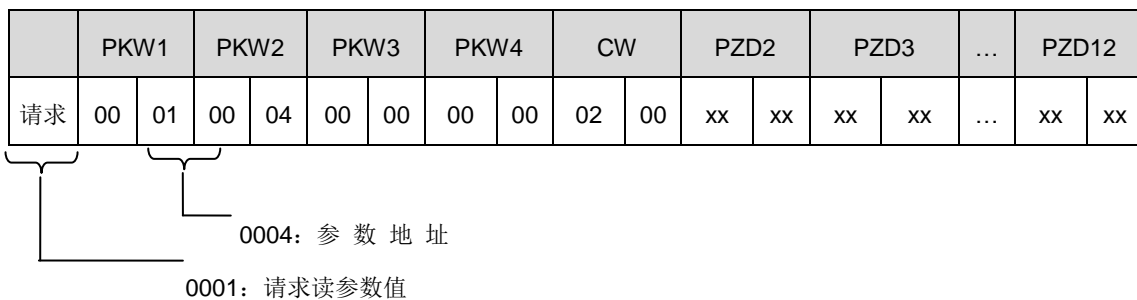 PKW1 PKW2 PKW3 PKW4 CW PZD2 PZD3 … PZD12
请求 00 01 00 04 00 00 00 00 02 00 xx xx xx xx … xx xx
0004：参 数 地 址
0001：请求读参数值